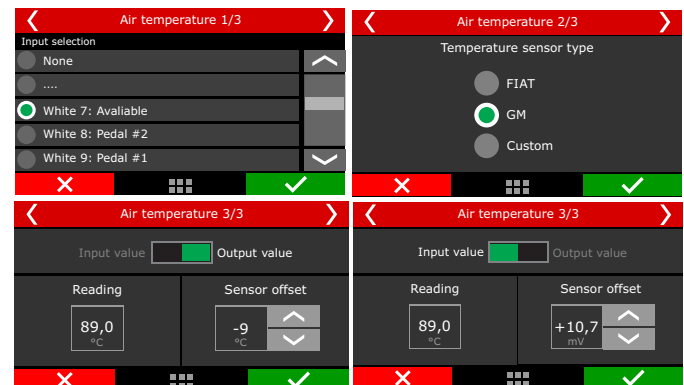 Air temperature 1/3
Input selection
None
....
White 7: Avaliable
White 8: Pedal #2
White 9: Pedal #1
Air temperature 2/3
Temperature sensor type
FIAT
GM
Custom
Air temperature 3/3
Input value Output value
Reading Sensor offset
89,0 -9
°C °C
Air temperature 3/3
Input value Output value
Reading Sensor offset
89,0 +10,7
°C mV